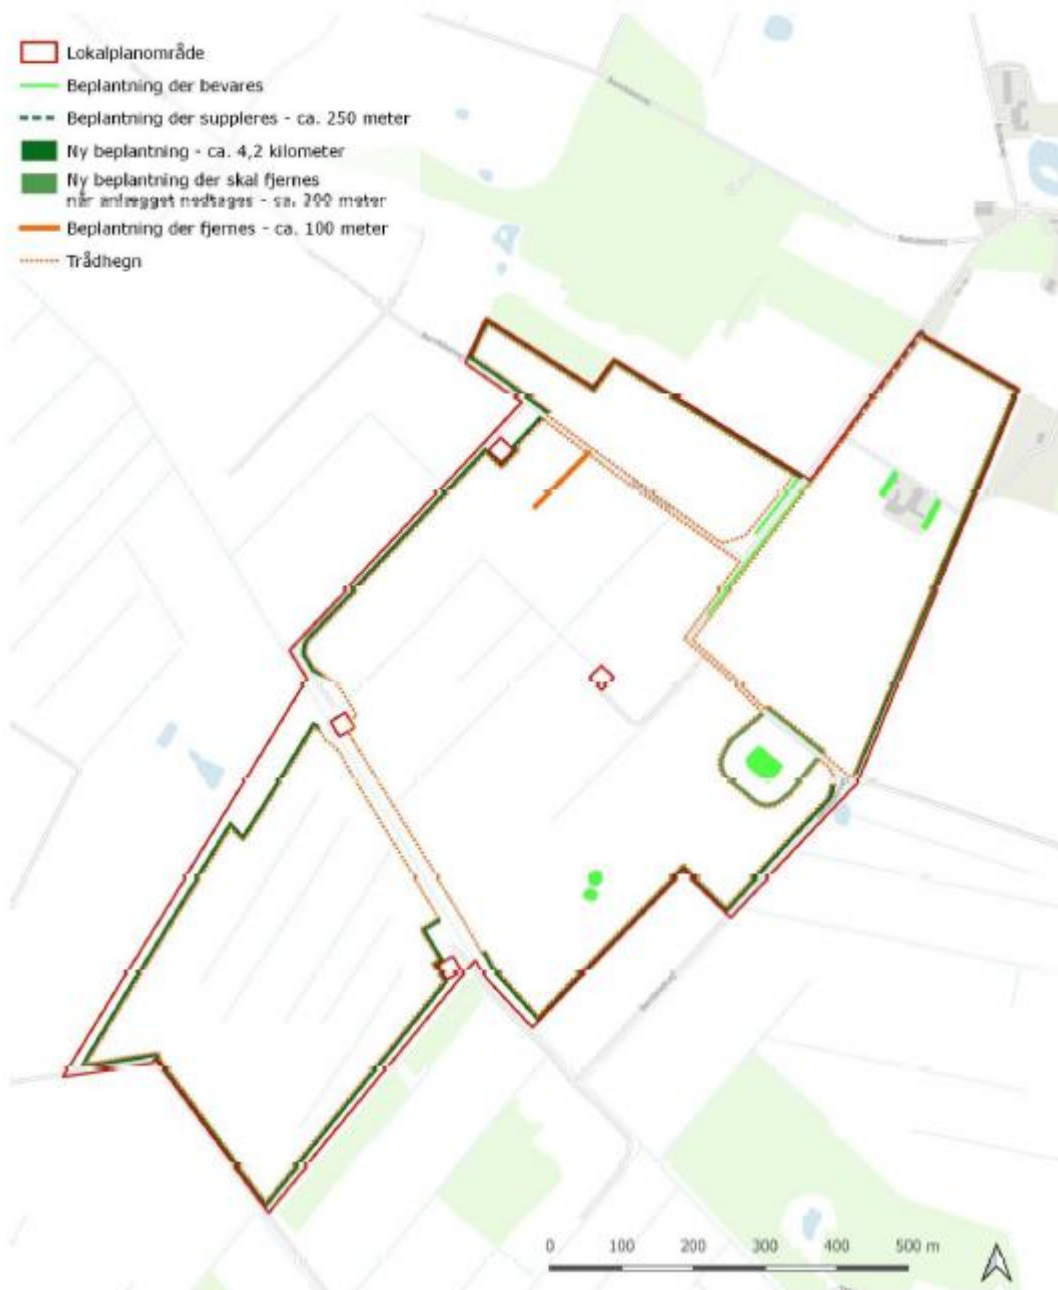 Lokalplanområde
Beplantning der bevares
Beplantning der suppleres - ca. 250 meter
Ny beplantning - ca. 4,2 kilometer
Ny beplantning der skal fjernes
når anlægget nedtages - ca. 200 meter
Beplantning der fjernes - ca. 100 meter
Trådhegn
0 100 200 300 400 500 m